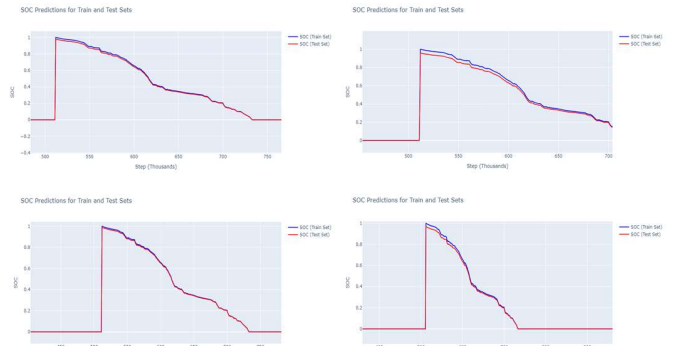 SOC Predictions for Train and Test Sets
SOC (Train Set)
SOC (Test Set)
1
0.8
0.6
0.4
0.2
0
−0.2
−0.4
SOC
500
550
600
650
700
750
Step (Thousands)
SOC Predictions for Train and Test Sets
SOC (Train Set)
SOC (Test Set)
1
0.8
0.6
0.4
0.2
0
SOC
500
550
600
650
700
Step (Thousands)
SOC Predictions for Train and Test Sets
SOC (Train Set)
SOC (Test Set)
1
0.8
0.6
0.4
0.2
0
SOC
SOC Predictions for Train and Test Sets
SOC (Train Set)
SOC (Test Set)
1
0.8
0.6
0.4
0.2
0
SOC